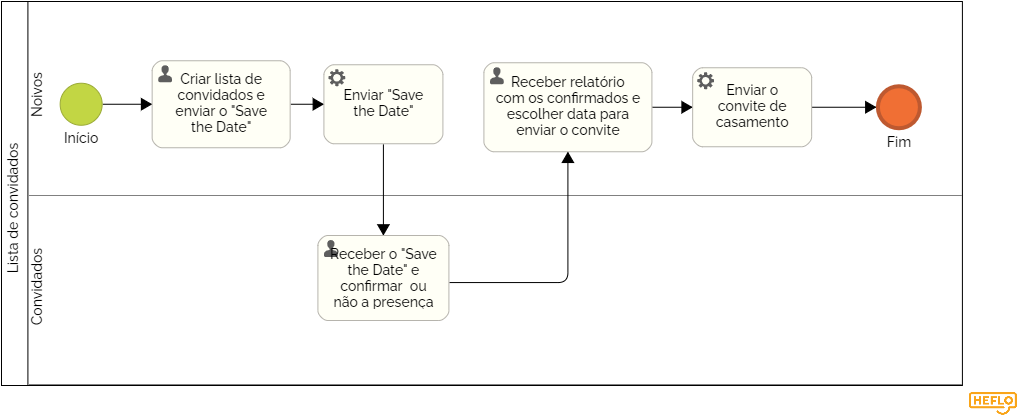 Lista de convidados
Noivos
Início
Criar lista de
convidados e
enviar o "Save
the Date"
Enviar "Save
the Date"
Receber relatório
com os confirmados e
escolher data para
enviar o convite
Enviar o
convite de
casamento
Fim
Convidados
Receber o "Save
the Date" e
confirmar ou
não a presença
HEFLO